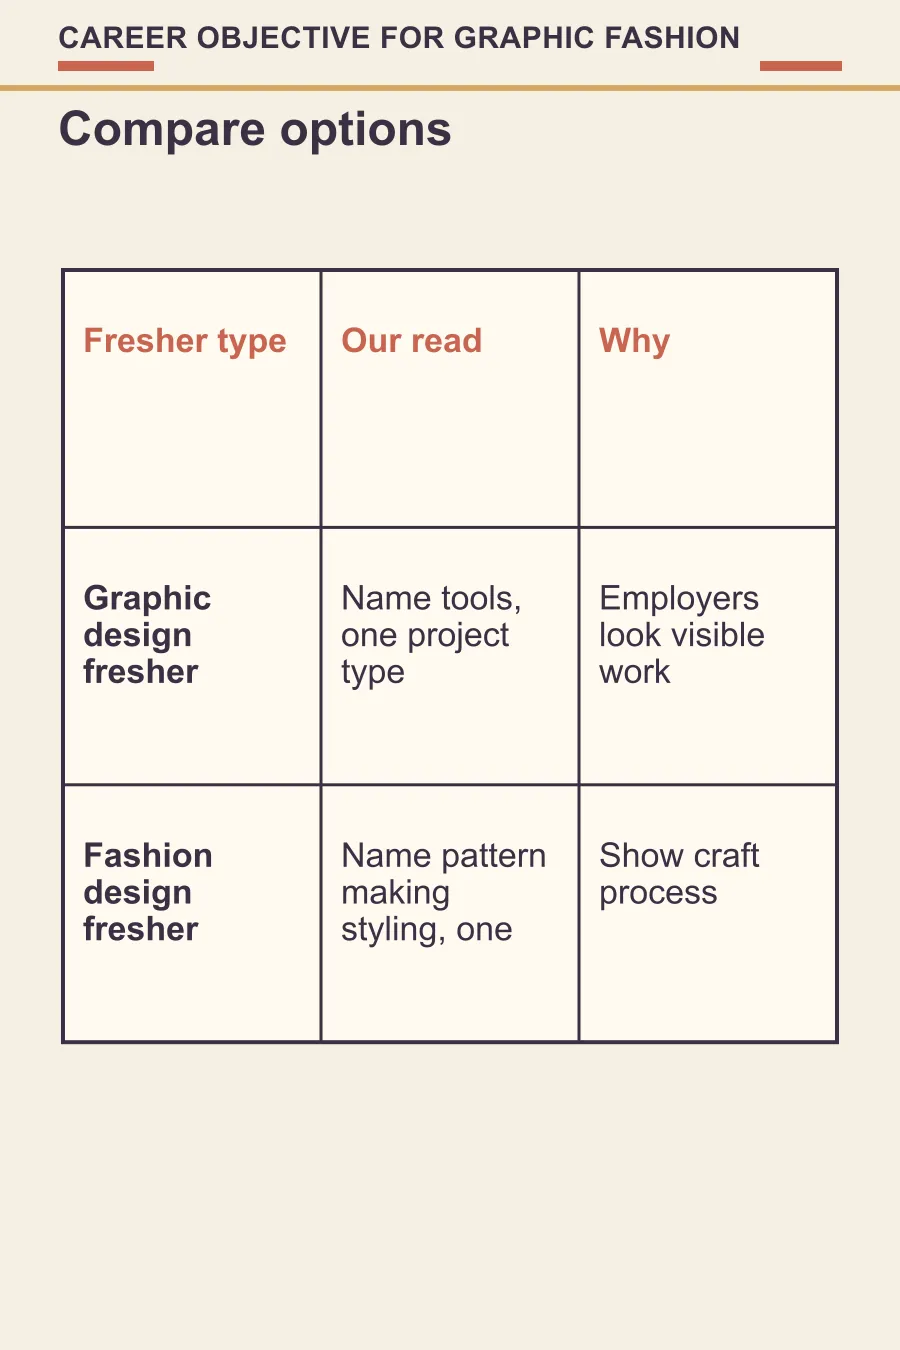 CAREER OBJECTIVE FOR GRAPHIC FASHION
Compare options
Fresher type
Our read
Why
Graphic
design
fresher
Name tools,
one project
type
Employers
look visible
work
Fashion
design
fresher
Name pattern
making
styling, one
Show craft
process